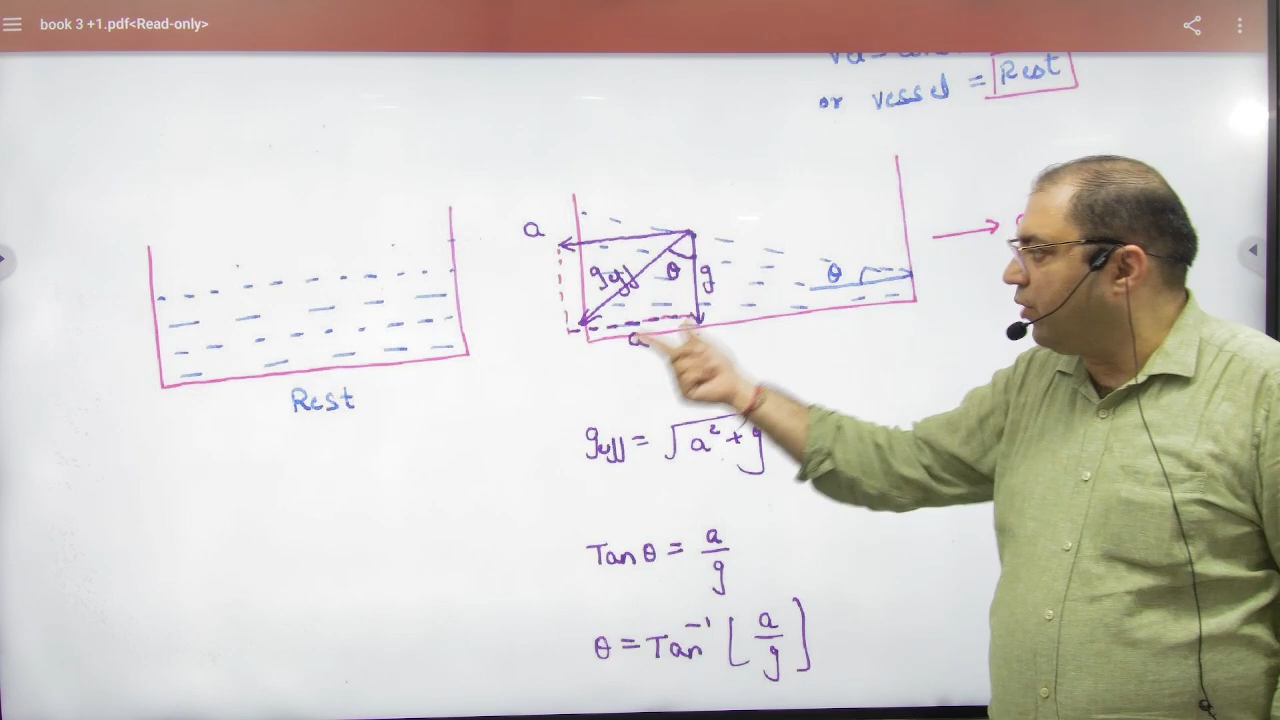 book 3 +1.pdf<Read-only>
or vessel = Rest
a
geff
θ
g
a
θ
Rest
geff = √a² + g
Tan θ = a/g
θ = Tan⁻¹ [a/g]